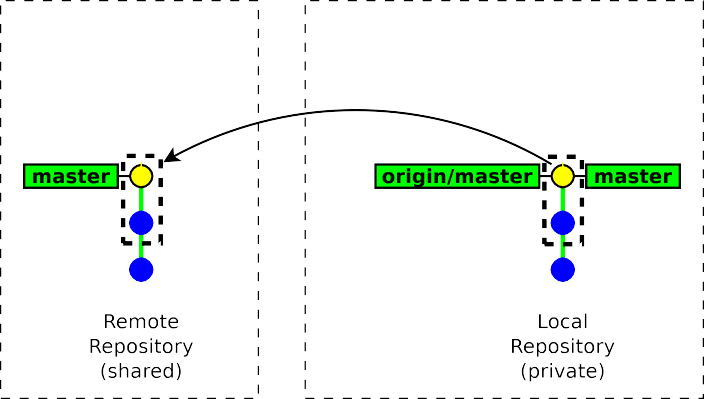 master
origin/master
master
Remote
Repository
(shared)
Local
Repository
(private)